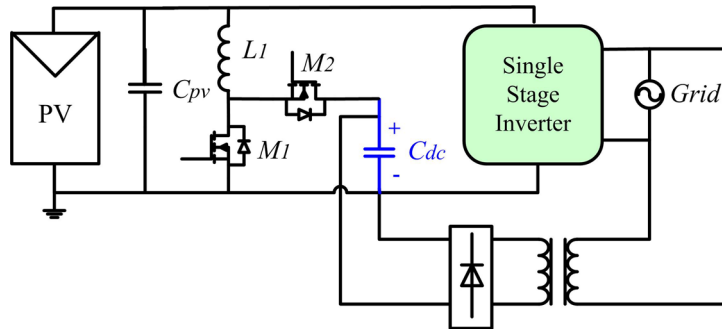 PV
Cpv
L1
M2
M1
+
Cdc
-
Single
Stage
Inverter
Grid